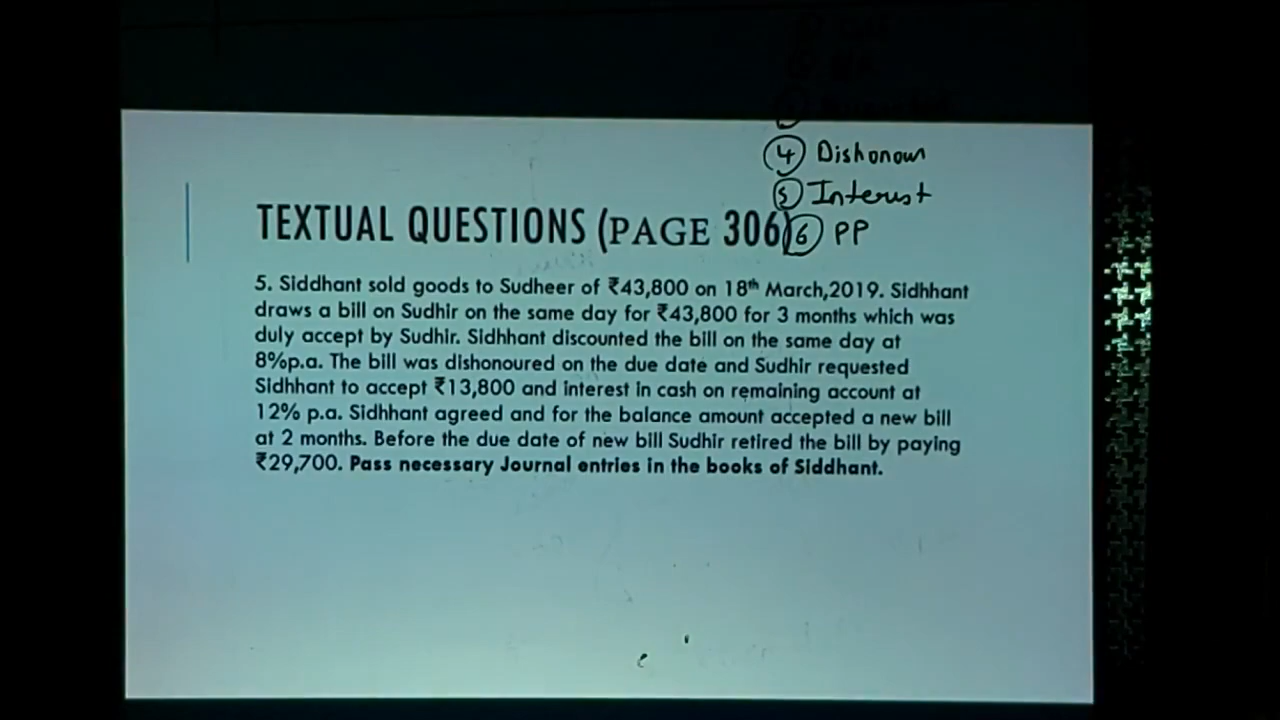 4 Dishonour
5 Interest
TEXTUAL QUESTIONS (PAGE 306)
6 PP
5. Siddhant sold goods to Sudheer of ₹43,800 on 18th March,2019. Sidhhant
draws a bill on Sudhir on the same day for ₹43,800 for 3 months which was
duly accept by Sudhir. Sidhhant discounted the bill on the same day at
8%p.a. The bill was dishonoured on the due date and Sudhir requested
Sidhhant to accept ₹13,800 and interest in cash on remaining account at
12% p.a. Sidhhant agreed and for the balance amount accepted a new bill
at 2 months. Before the due date of new bill Sudhir retired the bill by paying
₹29,700. Pass necessary Journal entries in the books of Siddhant.